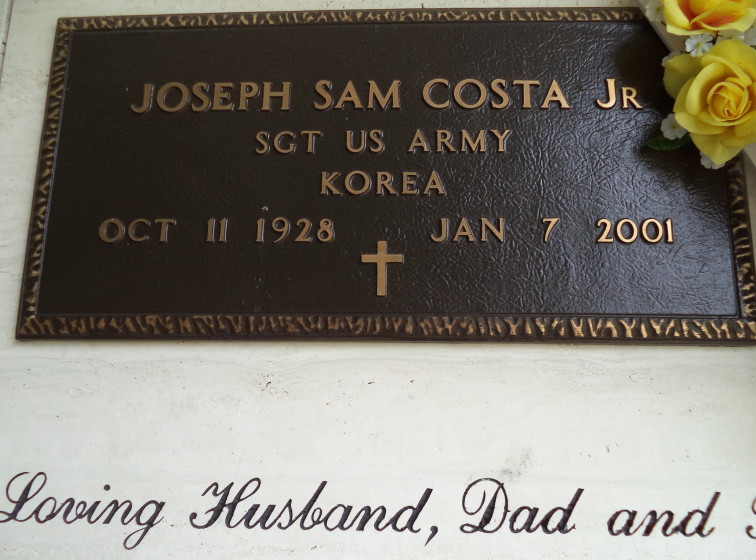 JOSEPH SAM COSTA JR
SGT US ARMY
KOREA
OCT 11 1928 JAN 7 2001
Loving Husband, Dad and